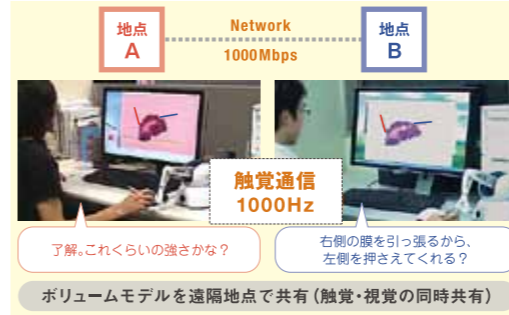 地点
A
Network
1000Mbps
地点
B
触覚通信
1000Hz
了解。これくらいの強さかな？
右側の膜を引っ張るから、
左側を押さえてくれる？
ボリュームモデルを遠隔地点で共有（触覚・視覚の同時共有）